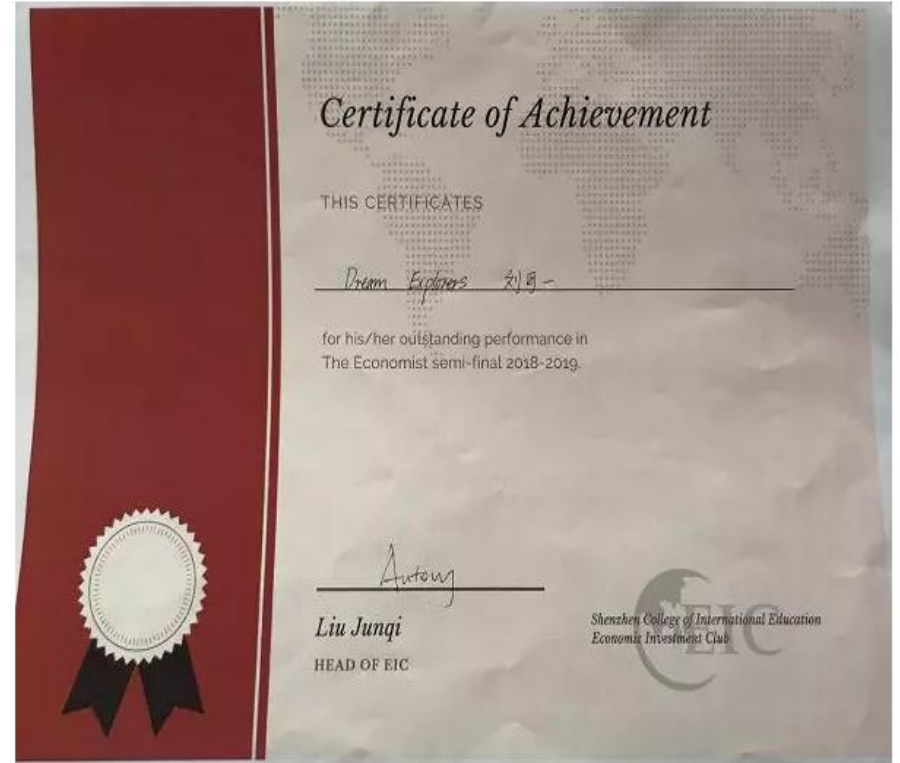 Certificate of Achievement
THIS CERTIFICATES
Dream Explorers 刘
for his/her outstanding performance in
The Economist semi-final 2018-2019.
Antony
Liu Junqi
HEAD OF EIC
EIC
Shenzhen College of International Education
Economic Investment Club